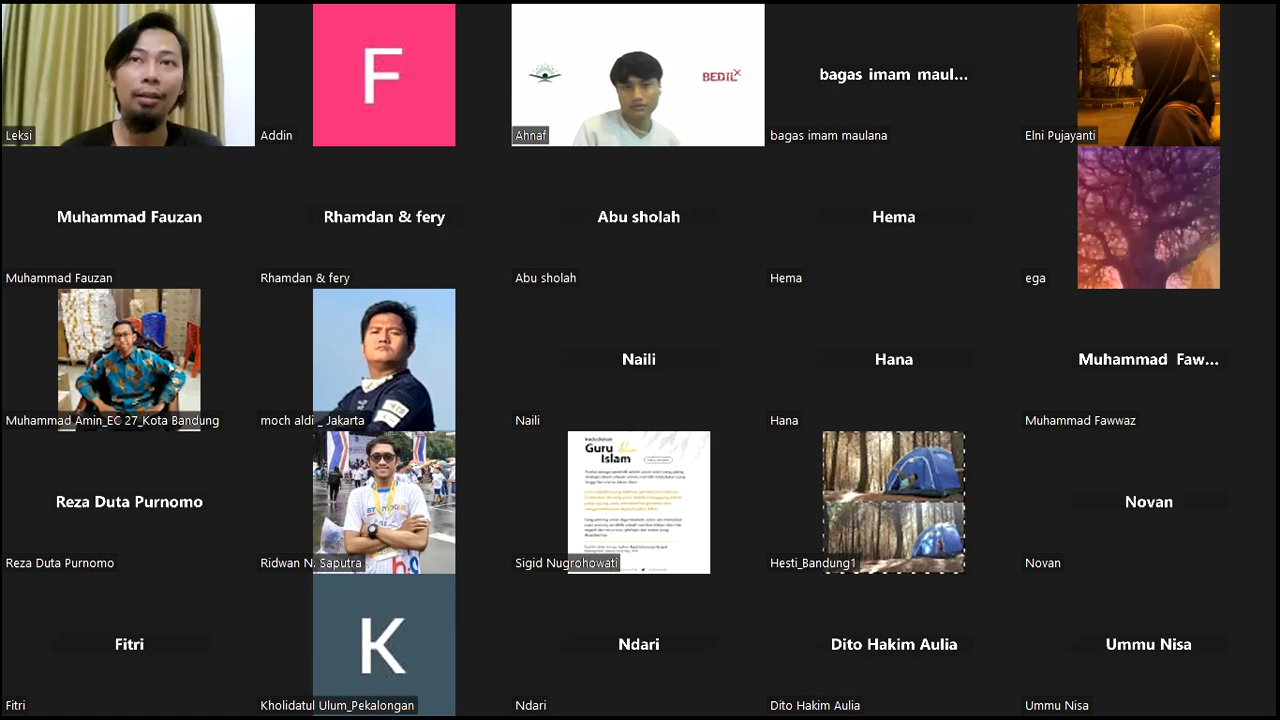 F
BEDIL
bagas imam maul...
Leksi
Addin
Ahnaf
bagas imam maulana
Elni Pujayanti
Muhammad Fauzan
Rhamdan & fery
Abu sholah
Hema
Muhammad Fauzan
Rhamdan & fery
Abu sholah
Hema
ega
Naili
Hana
Muhammad Faw...
Muhammad Amin_EC 27_Kota Bandung
moch aldi _ Jakarta
Naili
Hana
Muhammad Fawwaz
Guru
Islam
Reza Duta Purnomo
Novan
Reza Duta Purnomo
Ridwan N. Saputra
Sigid Nugrohowati
Hesti_Bandung1
Novan
K
Fitri
Ndari
Dito Hakim Aulia
Ummu Nisa
Fitri
Kholidatul Ulum_Pekalongan
Ndari
Dito Hakim Aulia
Ummu Nisa